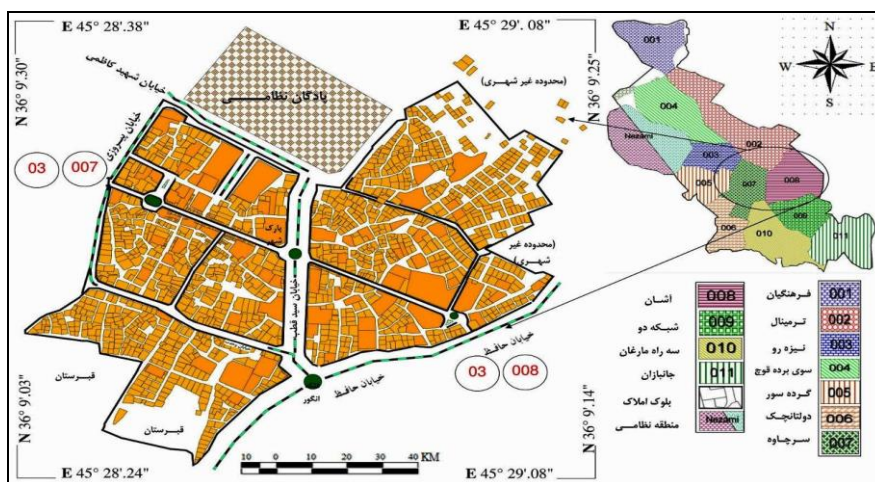 E 45° 28'.38"
E 45° 29'. 08"
N 36° 9'.30"
N 36° 9'.25"
خیابان شهید کاظمی
پادگان نظامی
(محدوده غیر شهری)
خیابان پیروزی
03 007
پارک
(محدوده غیر
شهری)
خیابان سید قطب
خیابان حافظ
03 008
خیابان حافظ
انگور
قبرستان
قبرستان
N 36° 9'.03"
N 36° 9'.14"
E 45° 28'.24"
E 45° 29'.08"
10 0 10 20 30 40 KM
N
W E
S
001
004
002
Nezami
003
005
007
008
006
010
009
011
آشان 008
شبکه دو 009
سه راه مارغان 010
جانبازان 011
بلوک املاک
منطقه نظامی Nezami
فرهنگیان 001
ترمینال 002
نیزه رو 003
سوی برده قوچ 004
گرده سور 005
دولتانچک 006
سرچاوه 007